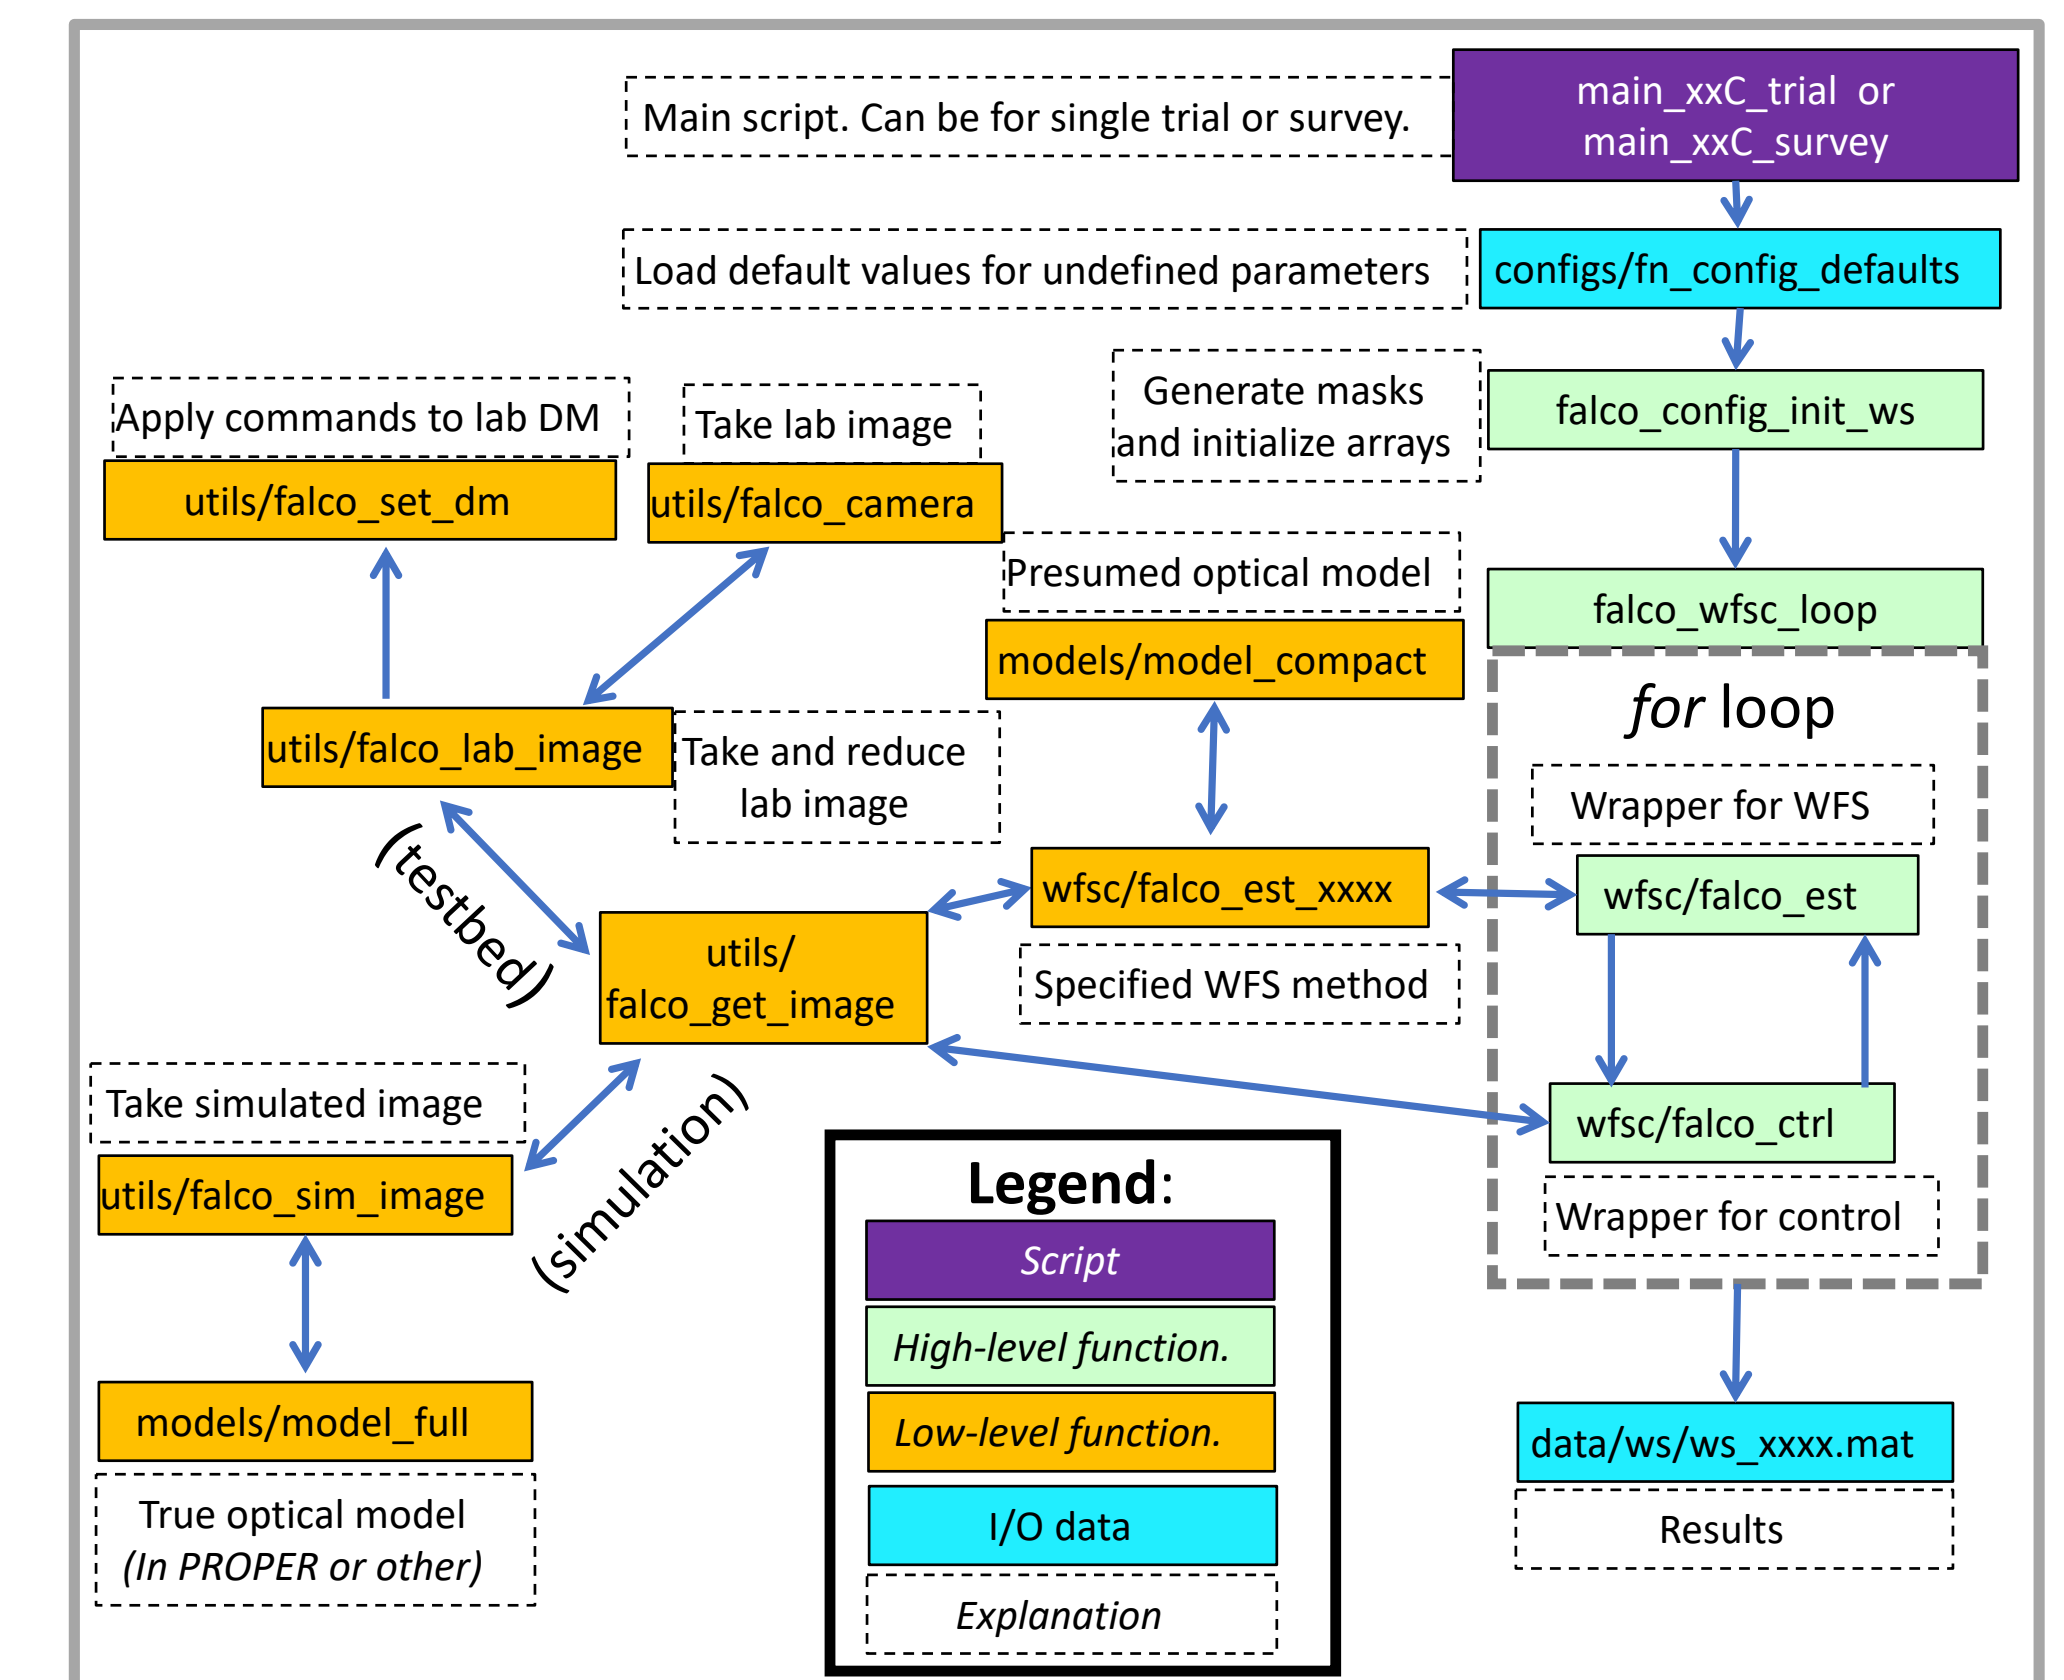 Main script. Can be for single trial or survey.
main_xxC_trial or
main_xxC_survey
Load default values for undefined parameters
configs/fn_config_defaults
Generate masks
and initialize arrays
falco_config_init_ws
Apply commands to lab DM
utils/falco_set_dm
Take lab image
utils/falco_camera
Presumed optical model
models/model_compact
falco_wfsc_loop
for loop
utils/falco_lab_image
Take and reduce
lab image
Wrapper for WFS
wfsc/falco_est
wfsc/falco_est_xxxx
Specified WFS method
(testbed)
utils/
falco_get_image
wfsc/falco_ctrl
Wrapper for control
(simulation)
Take simulated image
utils/falco_sim_image
models/model_full
True optical model
(In PROPER or other)
Legend:
Script
High-level function.
Low-level function.
I/O data
Explanation
data/ws/ws_xxxx.mat
Results